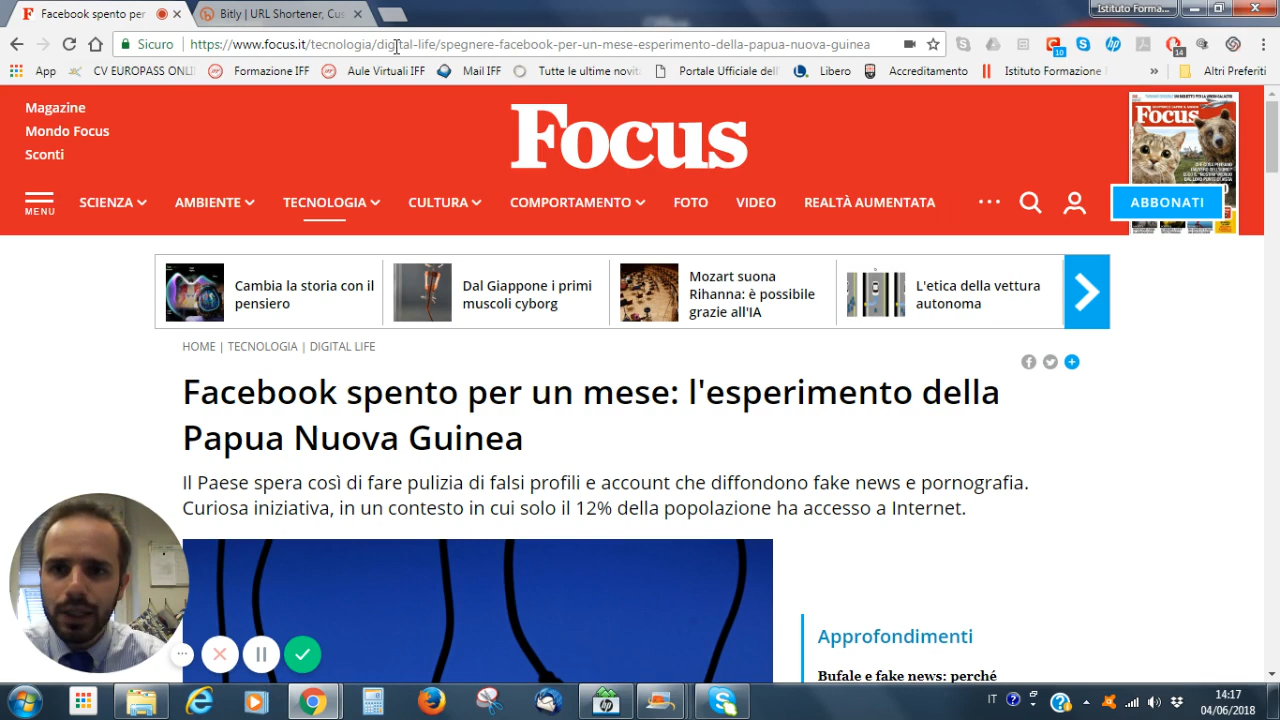 Facebook spento per
Bitly | URL Shortener, Cus
Istituto Forma...
Sicuro
https://www.focus.it/tecnologia/digital-life/spegnere-facebook-per-un-mese-esperimento-della-papua-nuova-guinea
10
14
App
CV EUROPASS ONLI
Formazione IFF
Aule Virtuali IFF
Mail IFF
Tutte le ultime novita
Portale Ufficiale dell'
Libero
Accreditamento
Istituto Formazione
»
Altri Preferiti
Magazine
Mondo Focus
Sconti
Focus
Focus
MENU
SCIENZA
AMBIENTE
TECNOLOGIA
CULTURA
COMPORTAMENTO
FOTO
VIDEO
REALTÀ AUMENTATA
ABBONATI
Cambia la storia con il
pensiero
Dal Giappone i primi
muscoli cyborg
Mozart suona
Rihanna: è possibile
grazie all'IA
L'etica della vettura
autonoma
HOME | TECNOLOGIA | DIGITAL LIFE
Facebook spento per un mese: l'esperimento della
Papua Nuova Guinea
Il Paese spera così di fare pulizia di falsi profili e account che diffondono fake news e pornografia.
Curiosa iniziativa, in un contesto in cui solo il 12% della popolazione ha accesso a Internet.
Approfondimenti
Bufale e fake news: perché
IT
14:17
04/06/2018